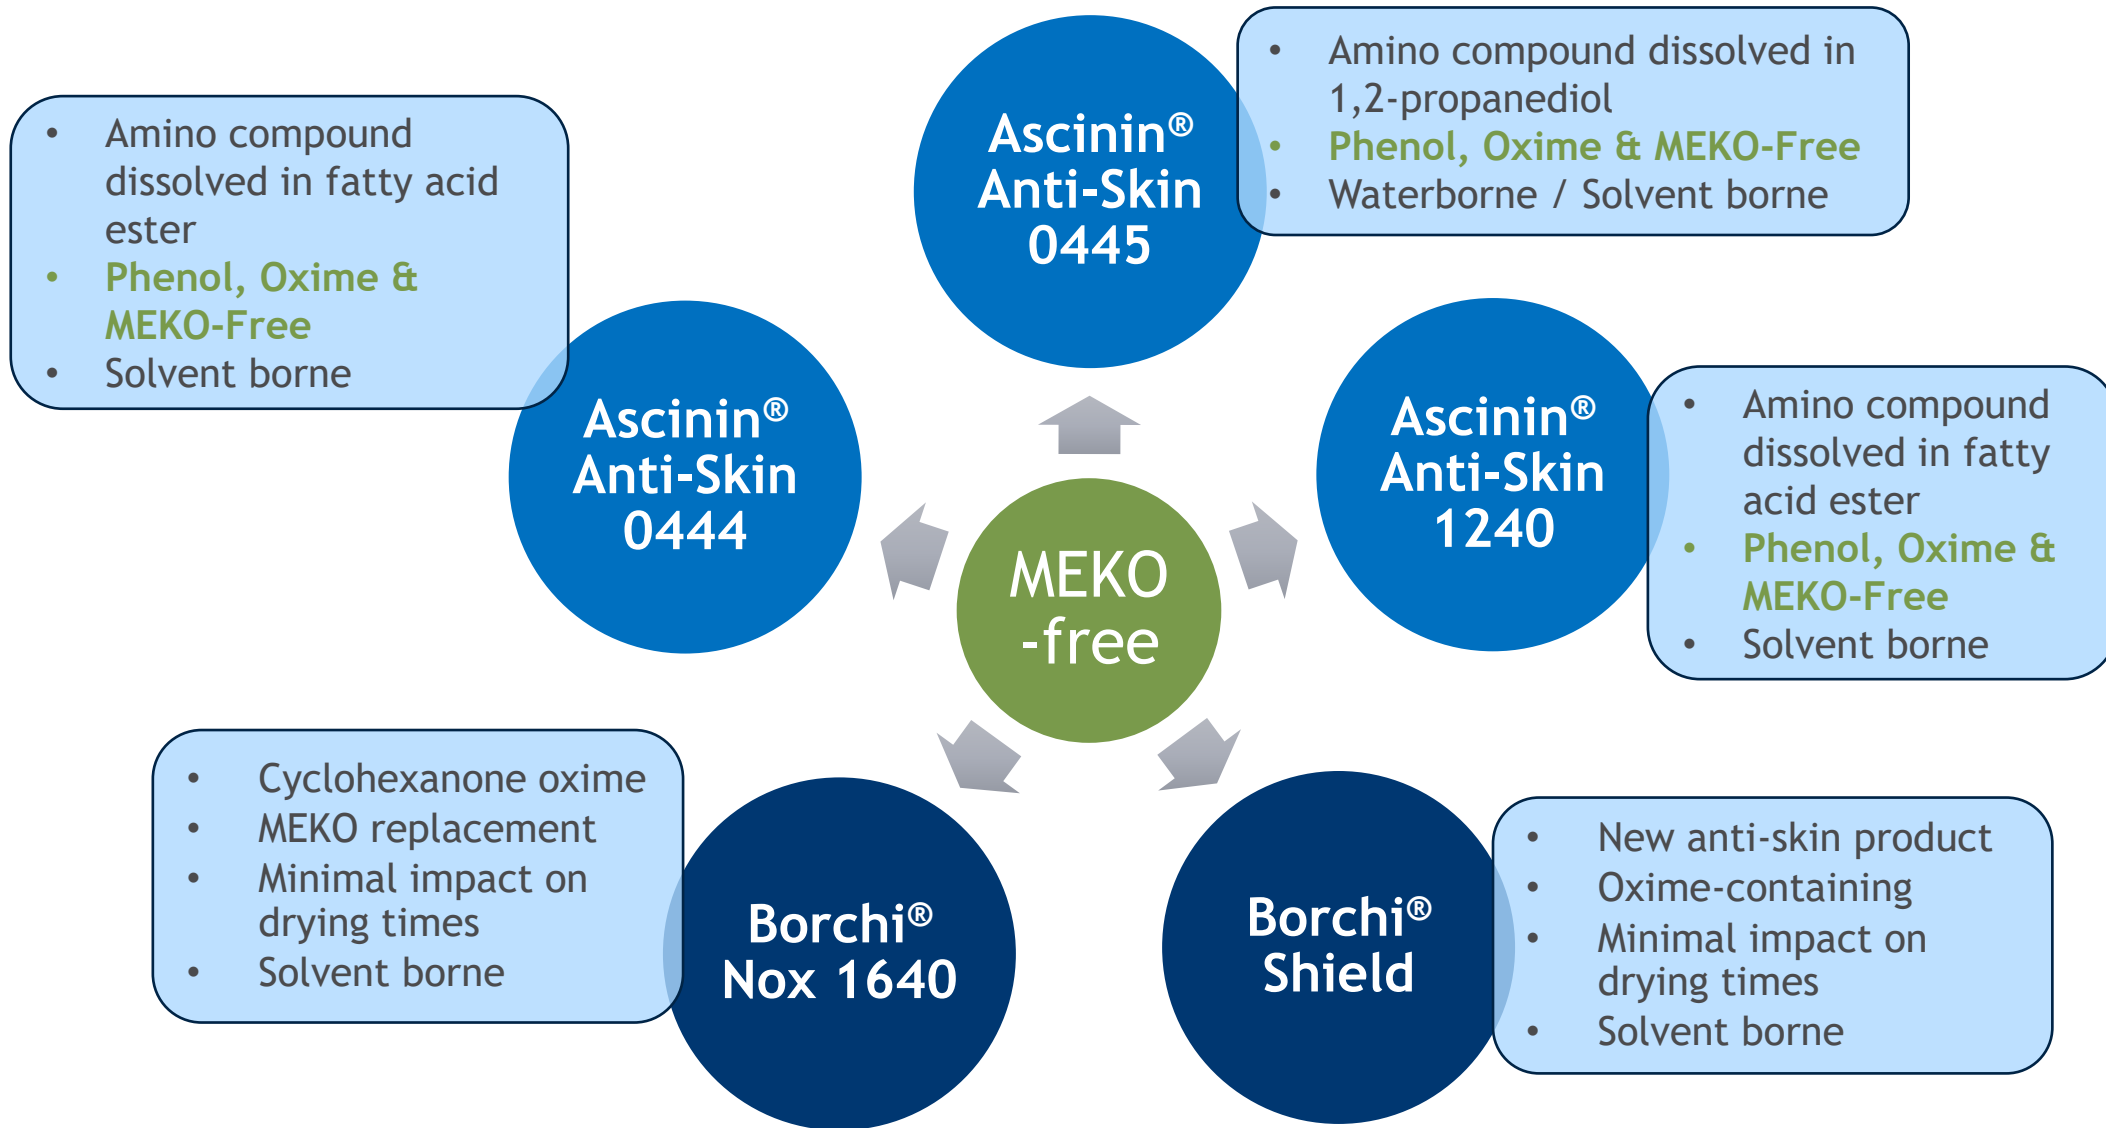 Ascinin®
Anti-Skin
0445
• Amino compound dissolved in
1,2-propanediol
• Phenol, Oxime & MEKO-Free
• Waterborne / Solvent borne
• Amino compound
dissolved in fatty acid
ester
• Phenol, Oxime &
MEKO-Free
• Solvent borne
Ascinin®
Anti-Skin
0444
Ascinin®
Anti-Skin
1240
• Amino compound
dissolved in fatty
acid ester
• Phenol, Oxime &
MEKO-Free
• Solvent borne
MEKO
-free
• Cyclohexanone oxime
• MEKO replacement
• Minimal impact on
drying times
• Solvent borne
Borchi®
Nox 1640
Borchi®
Shield
• New anti-skin product
• Oxime-containing
• Minimal impact on
drying times
• Solvent borne